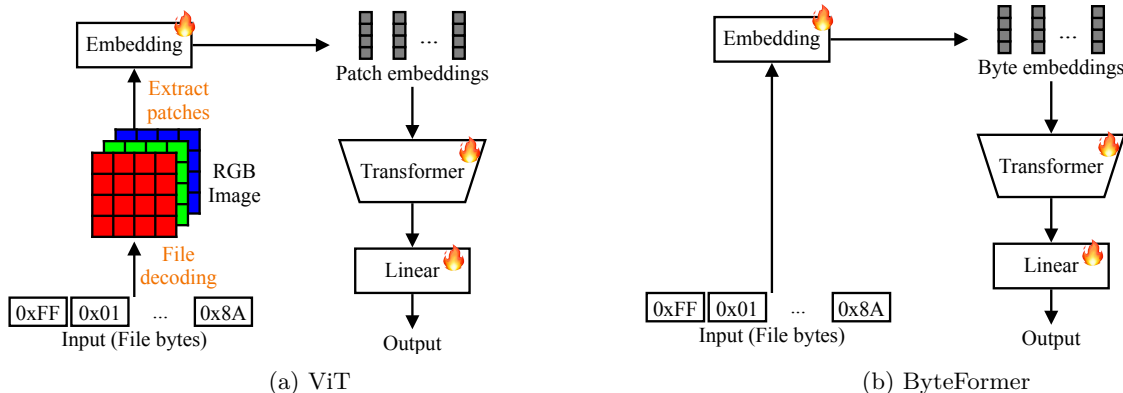 Embedding
...
Patch embeddings
Extract
patches
RGB
Image
Transformer
File
decoding
Linear
0xFF 0x01 ... 0x8A
Input (File bytes)
Output
(a) ViT
Embedding
...
Byte embeddings
Transformer
Linear
0xFF 0x01 ... 0x8A
Input (File bytes)
Output
(b) ByteFormer